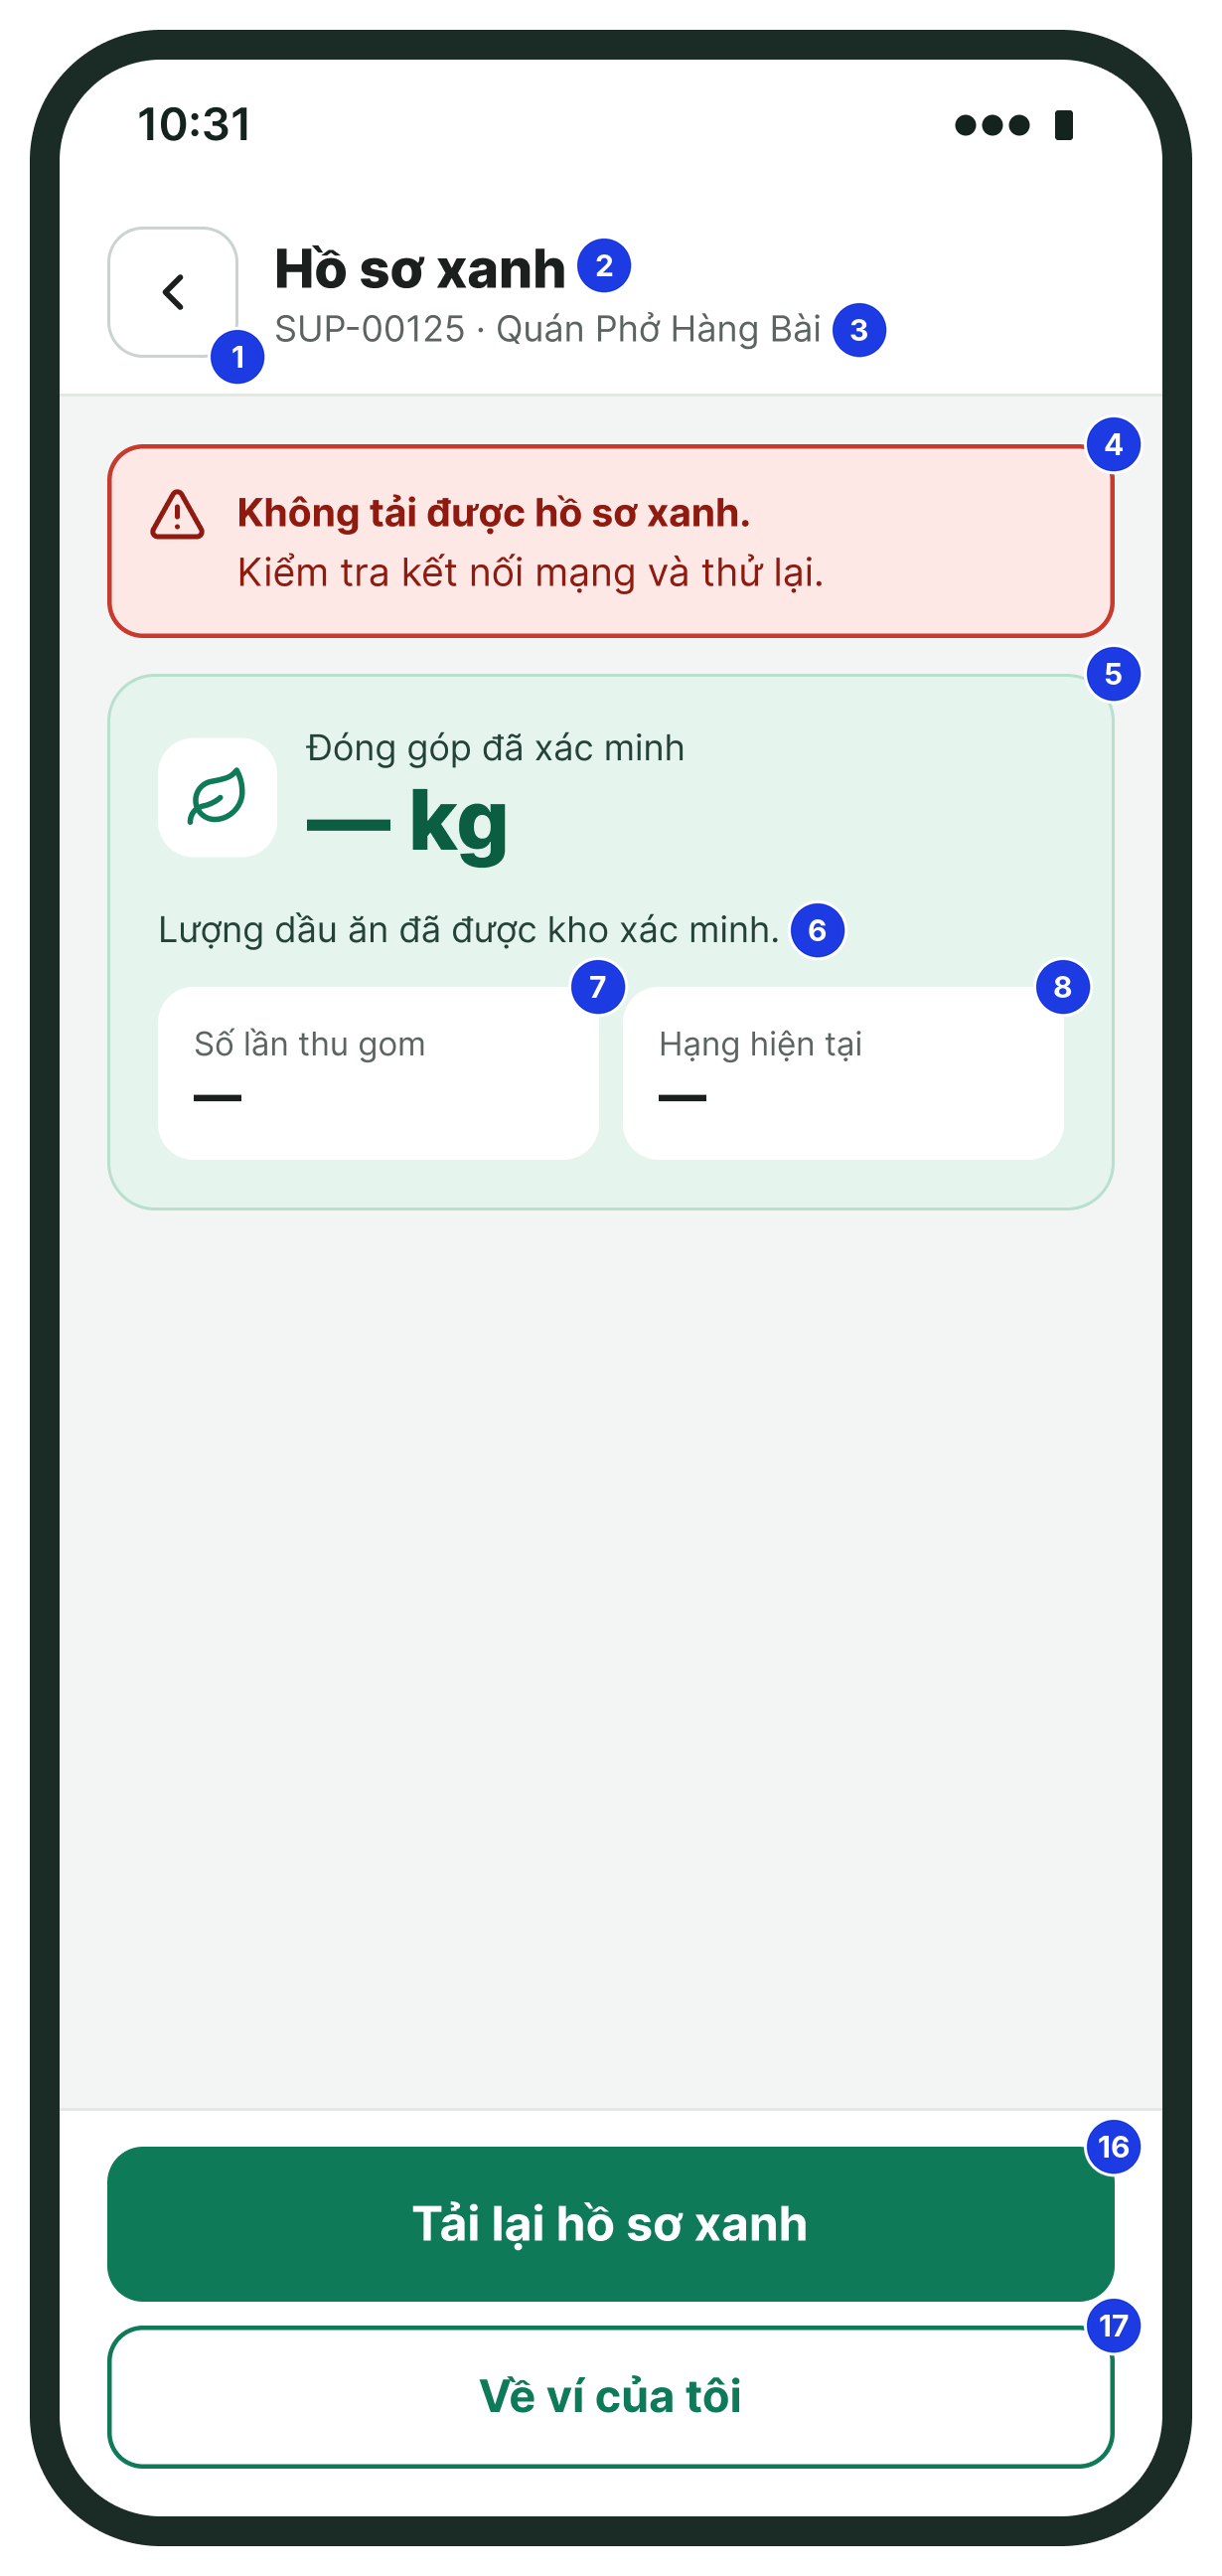 10:31
Hồ sơ xanh 2
SUP-00125 · Quán Phở Hàng Bài 3
1
4
Không tải được hồ sơ xanh.
Kiểm tra kết nối mạng và thử lại.
5
Đóng góp đã xác minh
— kg
Lượng dầu ăn đã được kho xác minh. 6
7
8
Số lần thu gom
—
Hạng hiện tại
—
16
Tải lại hồ sơ xanh
17
Về ví của tôi